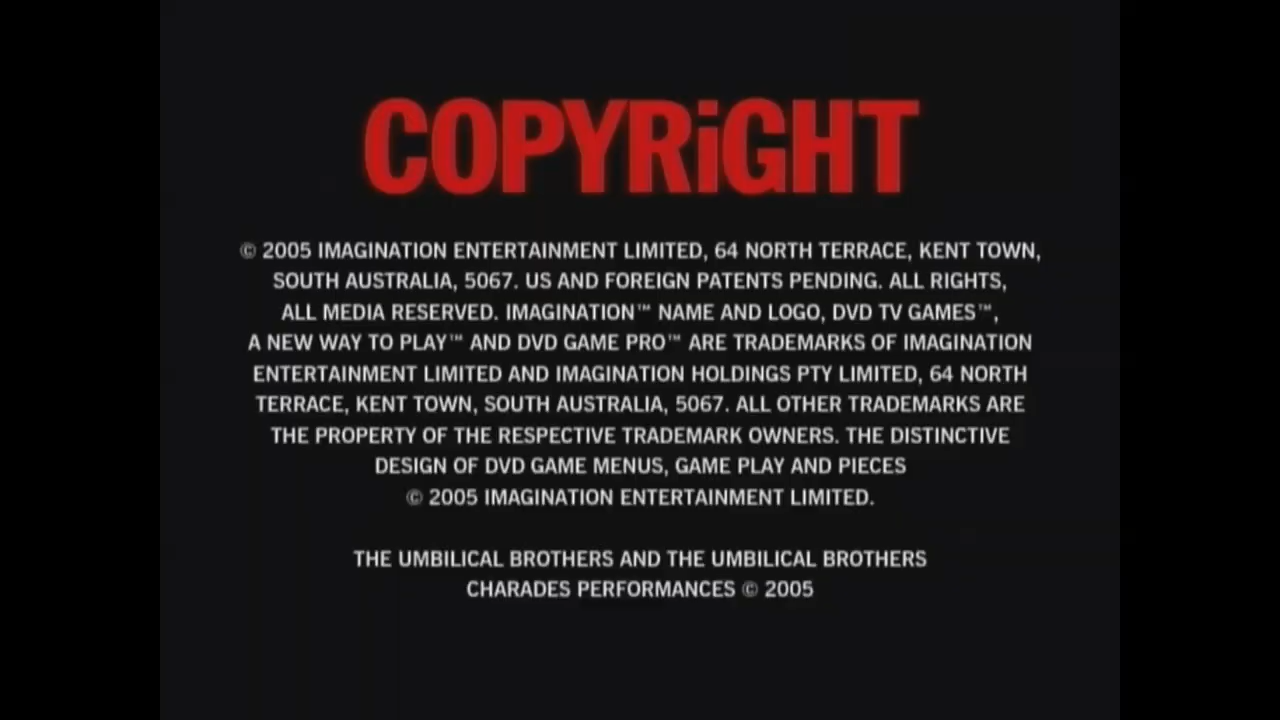 COPYRiGHT
© 2005 IMAGINATION ENTERTAINMENT LIMITED, 64 NORTH TERRACE, KENT TOWN,
SOUTH AUSTRALIA, 5067. US AND FOREIGN PATENTS PENDING. ALL RIGHTS,
ALL MEDIA RESERVED. IMAGINATION™ NAME AND LOGO, DVD TV GAMES™,
A NEW WAY TO PLAY™ AND DVD GAME PRO™ ARE TRADEMARKS OF IMAGINATION
ENTERTAINMENT LIMITED AND IMAGINATION HOLDINGS PTY LIMITED, 64 NORTH
TERRACE, KENT TOWN, SOUTH AUSTRALIA, 5067. ALL OTHER TRADEMARKS ARE
THE PROPERTY OF THE RESPECTIVE TRADEMARK OWNERS. THE DISTINCTIVE
DESIGN OF DVD GAME MENUS, GAME PLAY AND PIECES
© 2005 IMAGINATION ENTERTAINMENT LIMITED.
THE UMBILICAL BROTHERS AND THE UMBILICAL BROTHERS
CHARADES PERFORMANCES © 2005